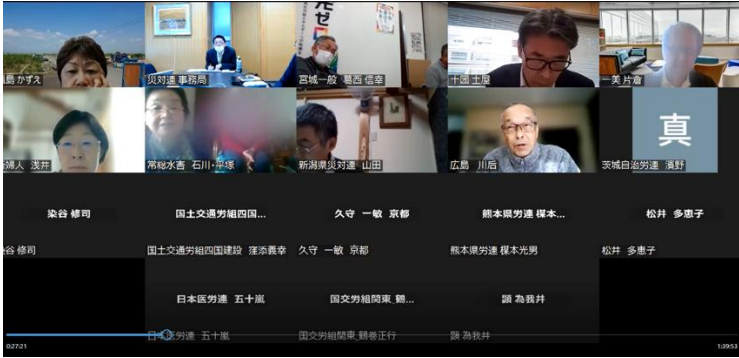 島 かずえ
災対連 事務局
宮城一般 葛西 信幸
十図 土屋
一美 片倉
婦人 浅井
常総水害 石川・平塚
新潟県災対連 山田
広島 川后
真
茨城自治労連 濱野
染谷 修司
国土交通労組四国...
久守 一敏 京都
熊本県労連 楳本...
松井 多恵子
谷 修司
国土交通労組四国建設 窪添義幸
久守 一敏 京都
熊本県労連 楳本光男
松井 多恵子
日本医労連 五十嵐
国交労組関東_鶴...
顕 為我井
日本医労連 五十嵐
国交労組関東_鶴巻正行
顕 為我井
0:27:21
1:39:53